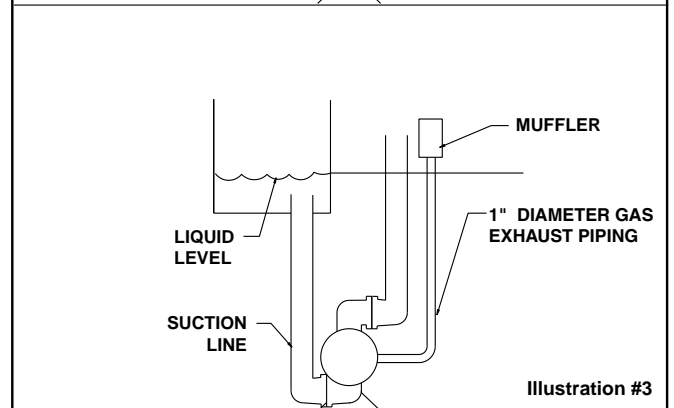 MUFFLER
1" DIAMETER GAS
EXHAUST PIPING
LIQUID
LEVEL
SUCTION
LINE
Illustration #3